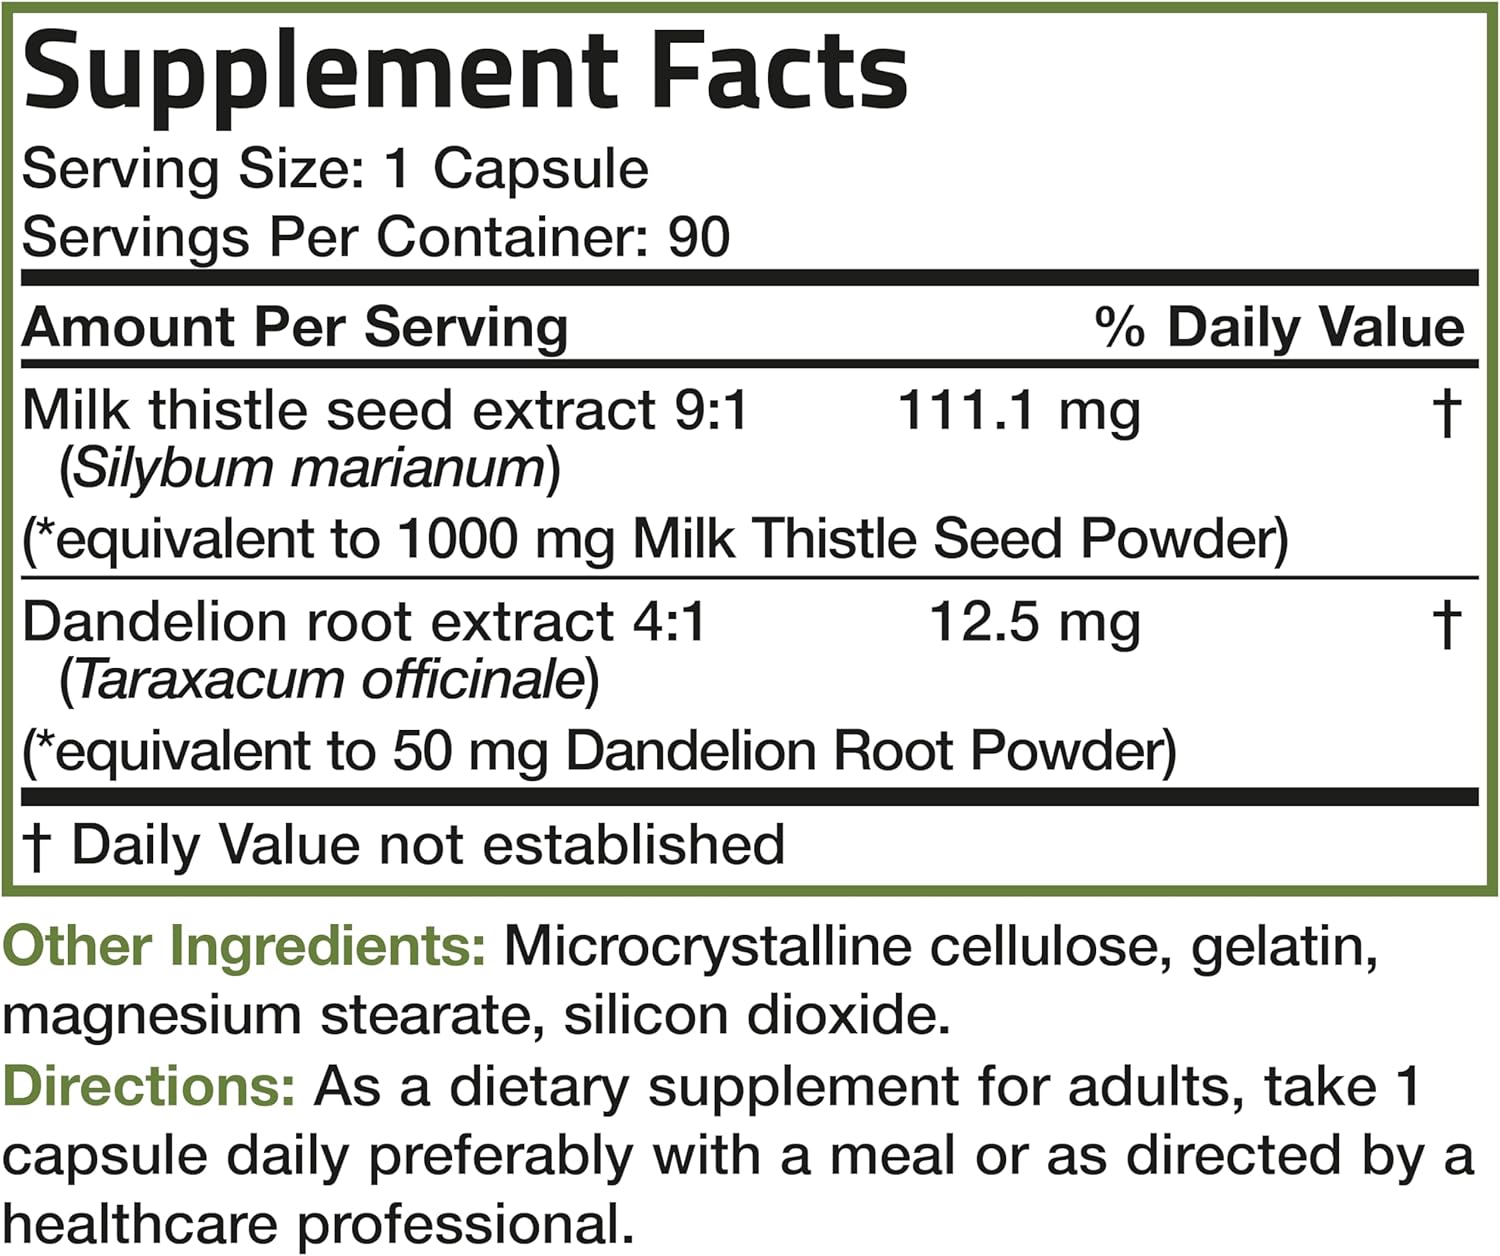 Supplement Facts
Serving Size: 1 Capsule
Servings Per Container: 90
Amount Per Serving % Daily Value
Milk thistle seed extract 9:1 111.1 mg †
(Silybum marianum)
(*equivalent to 1000 mg Milk Thistle Seed Powder)
Dandelion root extract 4:1 12.5 mg †
(Taraxacum officinale)
(*equivalent to 50 mg Dandelion Root Powder)
† Daily Value not established
Other Ingredients: Microcrystalline cellulose, gelatin,
magnesium stearate, silicon dioxide.
Directions: As a dietary supplement for adults, take 1
capsule daily preferably with a meal or as directed by a
healthcare professional.